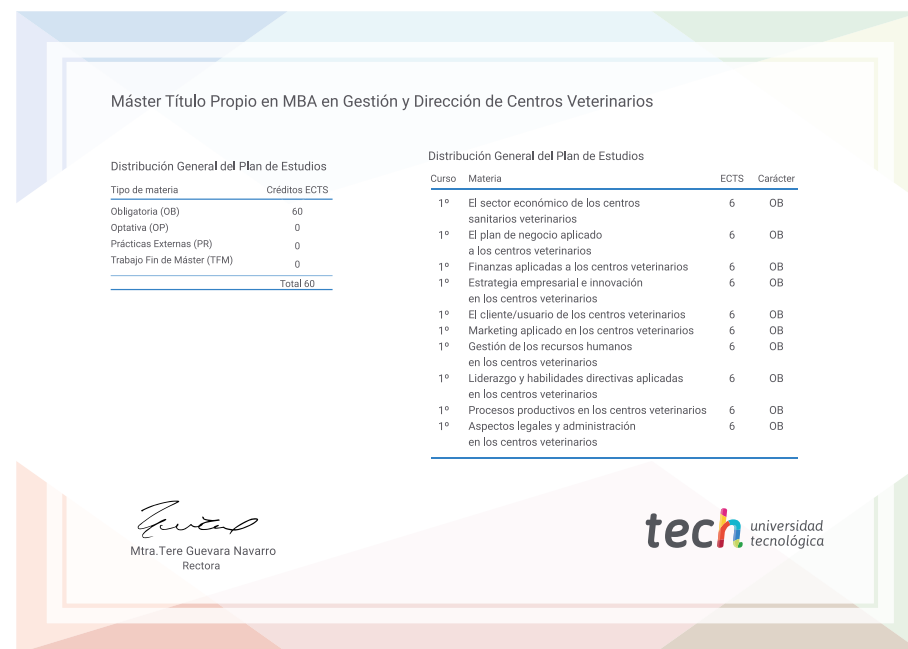 Máster Título Propio en MBA en Gestión y Dirección de Centros Veterinarios
Distribución General del Plan de Estudios
Tipo de materia Créditos ECTS
Obligatoria (OB) 60
Optativa (OP) 0
Prácticas Externas (PR) 0
Trabajo Fin de Máster (TFM) 0
Total 60
Distribución General del Plan de Estudios
Curso Materia ECTS Carácter
1º El sector económico de los centros 6 OB
sanitarios veterinarios
1º El plan de negocio aplicado 6 OB
a los centros veterinarios
1º Finanzas aplicadas a los centros veterinarios 6 OB
1º Estrategia empresarial e innovación 6 OB
en los centros veterinarios
1º El cliente/usuario de los centros veterinarios 6 OB
1º Marketing aplicado en los centros veterinarios 6 OB
1º Gestión de los recursos humanos 6 OB
en los centros veterinarios
1º Liderazgo y habilidades directivas aplicadas 6 OB
en los centros veterinarios
1º Procesos productivos en los centros veterinarios 6 OB
1º Aspectos legales y administración 6 OB
en los centros veterinarios
Mtra.Tere Guevara Navarro
Rectora
tech universidad
tecnológica